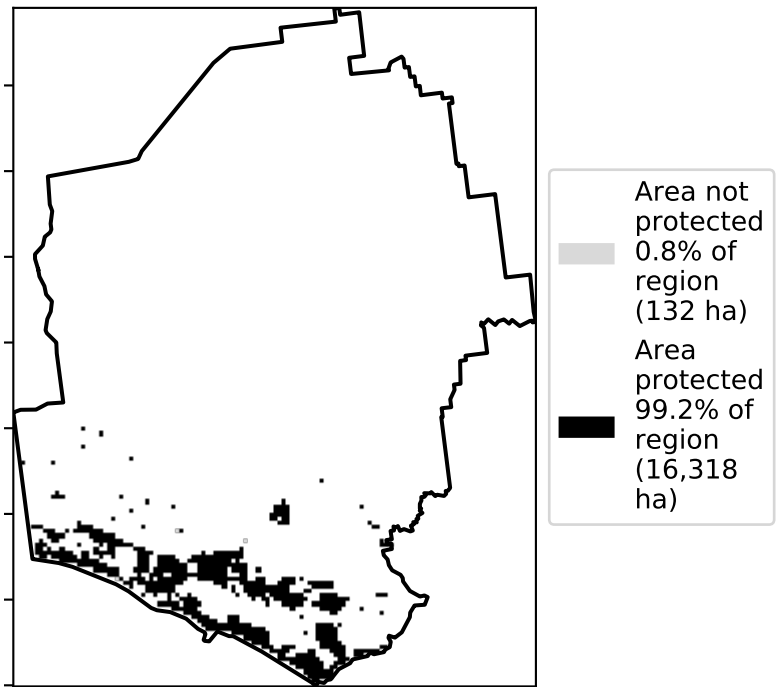 Area not
protected
0.8% of
region
(132 ha)
Area
protected
99.2% of
region
(16,318
ha)